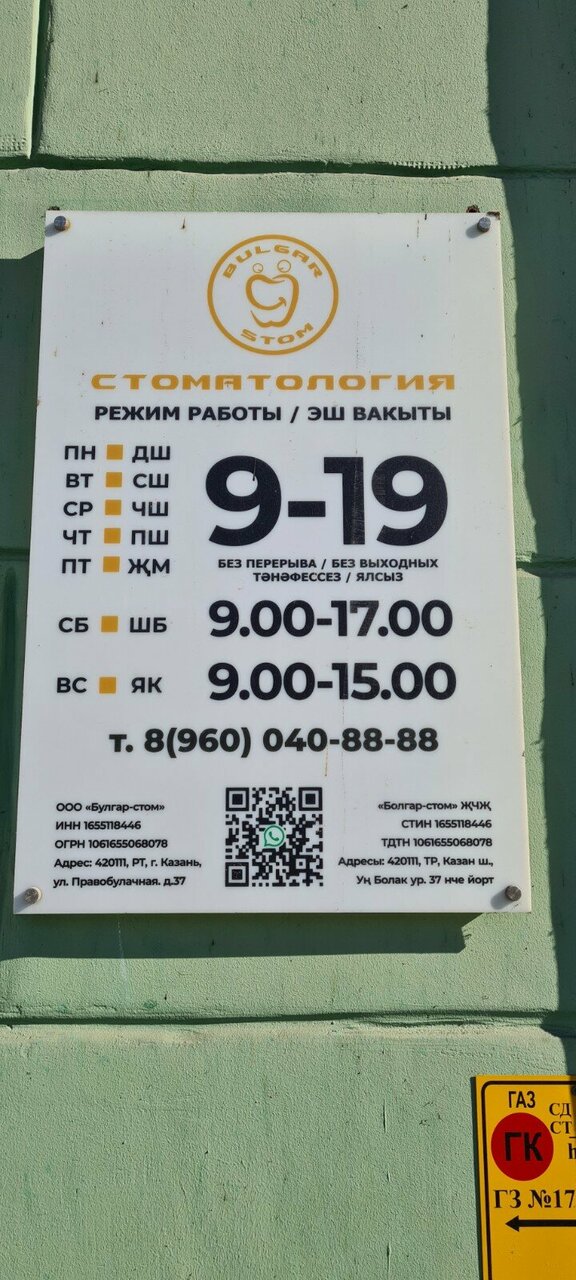 BULGAR
STOM
СТОМАТОЛОГИЯ
РЕЖИМ РАБОТЫ / ЭШ ВАКЫТЫ
ПН ДШ
ВТ СШ
СР ЧШ
ЧТ ПШ
ПТ ҖМ
9-19
БЕЗ ПЕРЕРЫВА / БЕЗ ВЫХОДНЫХ
ТӘНӘФЕССЕЗ / ЯЛСЫЗ
СБ ШБ 9.00-17.00
ВС ЯК 9.00-15.00
т. 8(960) 040-88-88
ООО «Булгар-стом»
ИНН 1655118446
ОГРН 1061655068078
Адрес: 420111, РТ, г. Казань,
ул. Правобулачная. д.37
«Болгар-стом» ҖЧҖ
СТИН 1655118446
ТДТН 1061655068078
Адресы: 420111, ТР, Казан ш.,
Уң Болак ур. 37 нче йорт
ГАЗ
СД
СТ
ГК
ГЗ №17